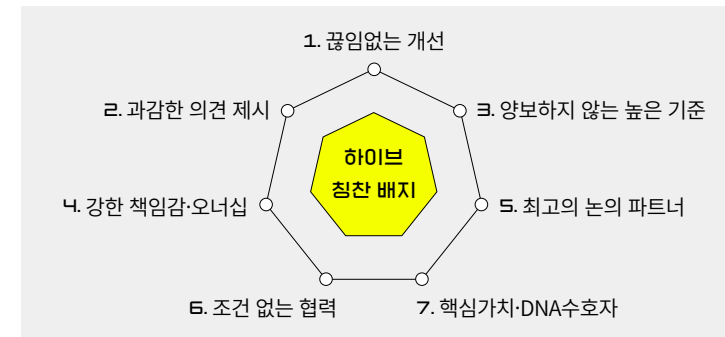 1. 끊임없는 개선
2. 과감한 의견 제시
3. 양보하지 않는 높은 기준
하이브
칭찬 배지
4. 강한 책임감·오너십
5. 최고의 논의 파트너
6. 조건 없는 협력
7. 핵심가치·DNA수호자